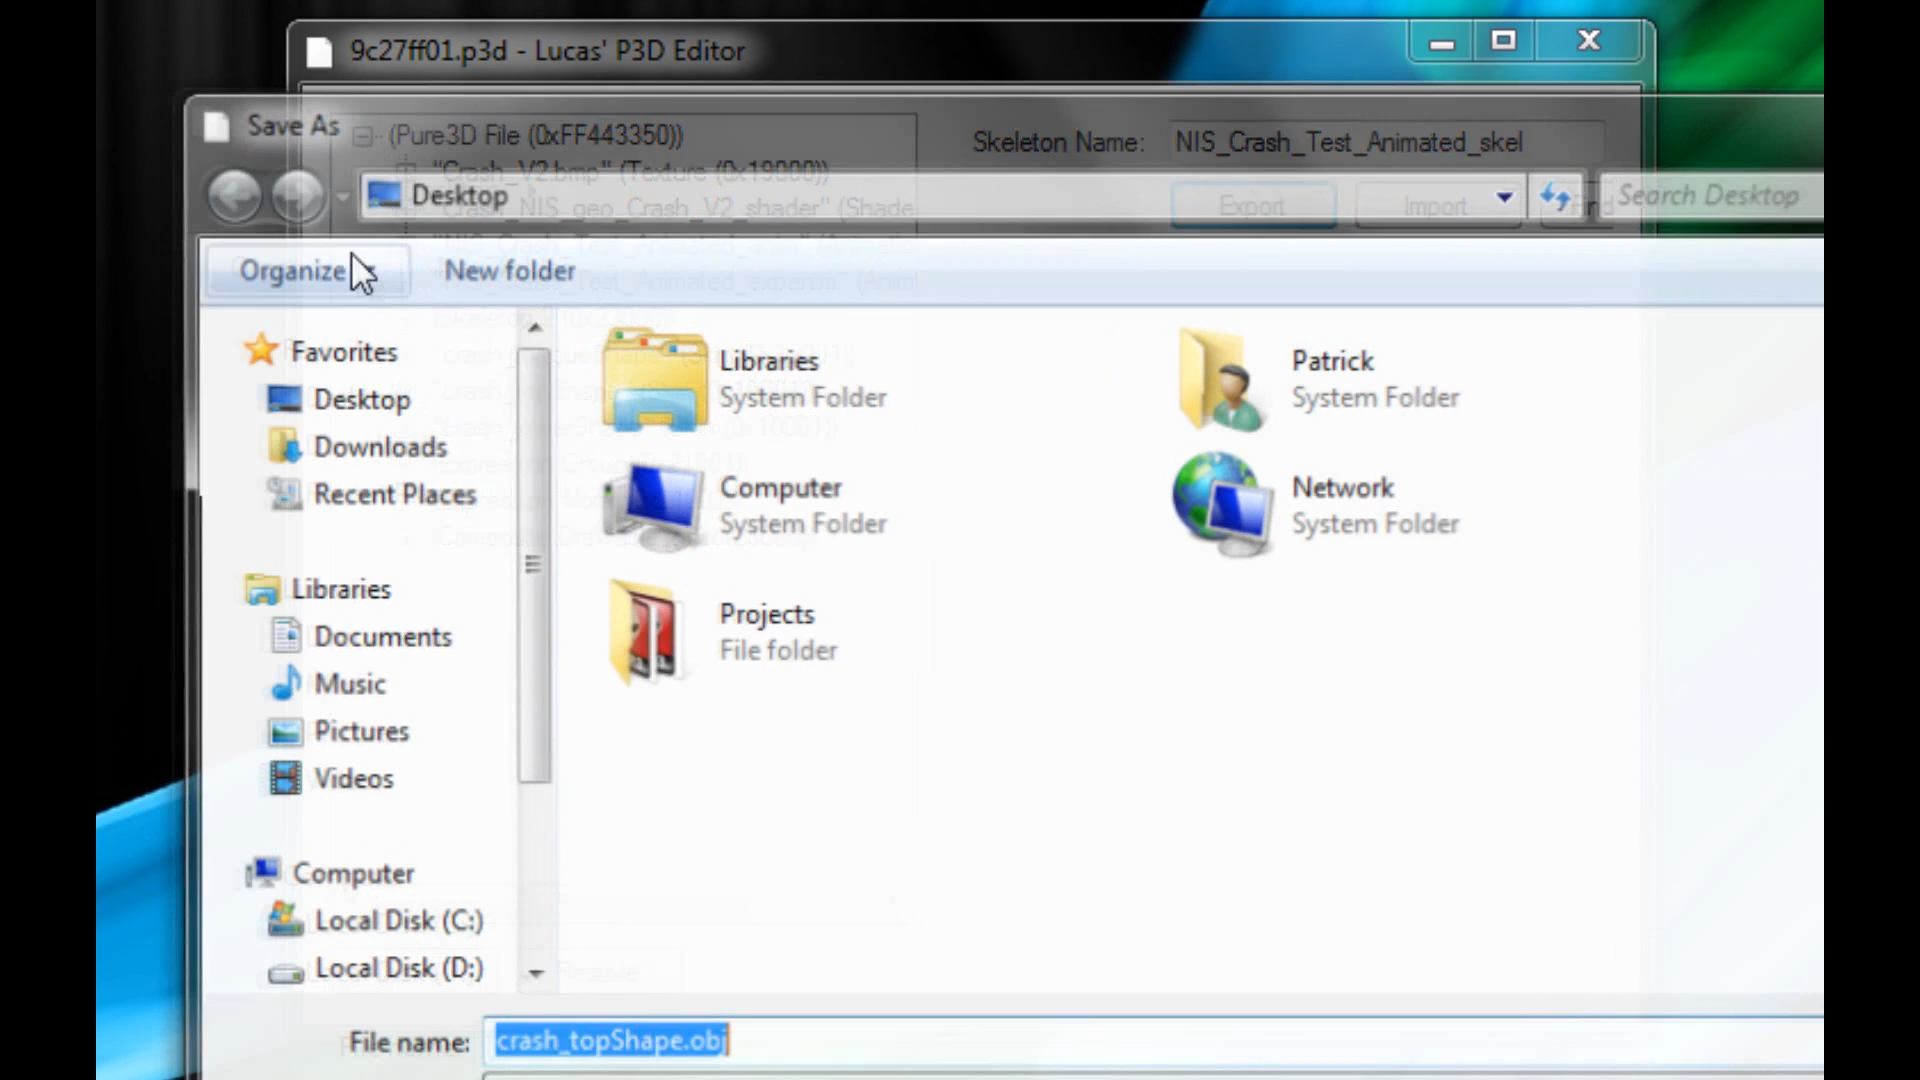 9c27ff01.p3d - Lucas' P3D Editor
Save As
(Pure3D File (0xFF443350))
Skeleton Name: NIS_Crash_Test_Animated_skel
"Crash_V2.bmp" (Texture (0x19000))
Desktop
Search Desktop
"Crash_NIS_geo_Crash_V2_shader" (Shade
Export Import
Organize New folder
Favorites
Desktop
Downloads
Recent Places
Libraries
Documents
Music
Pictures
Videos
Computer
Local Disk (C:)
Local Disk (D:)
Libraries
System Folder
Patrick
System Folder
Computer
System Folder
Network
System Folder
Projects
File folder
File name: crash_topShape.obj